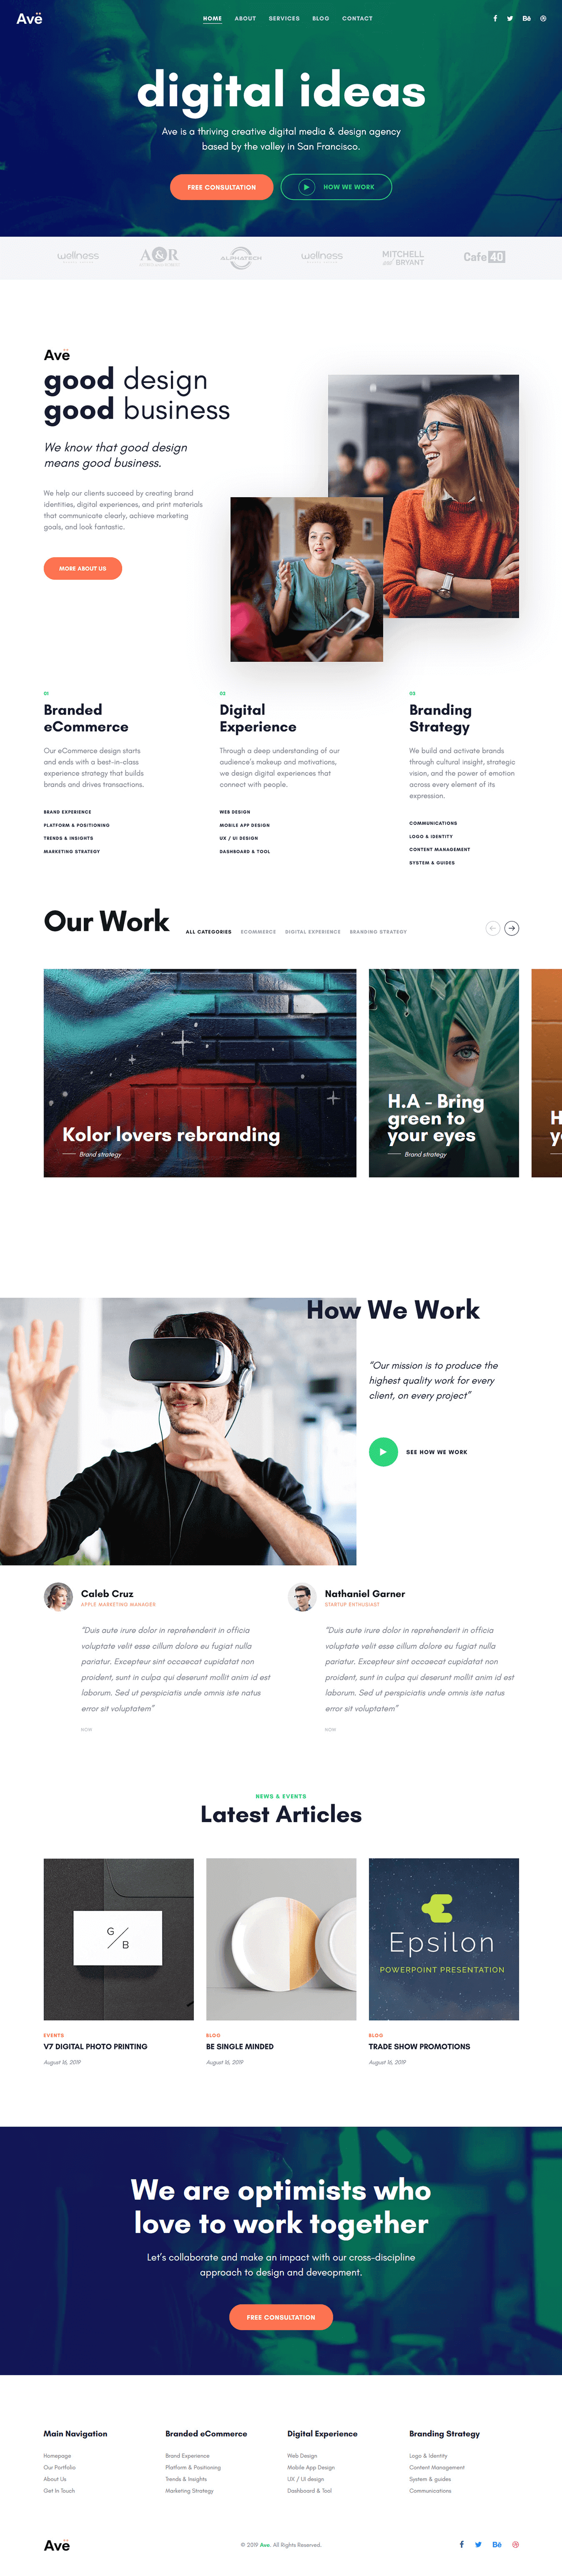 Avë
HOME ABOUT SERVICES BLOG CONTACT
digital ideas
Ave is a thriving creative digital media & design agency
based by the valley in San Francisco.
FREE CONSULTATION
HOW WE WORK
wellness
A&R
ALPHATECH
wellness
MITCHELL
and BRYANT
Cafe 40
Avë
good design
good business
We know that good design
means good business.
We help our clients succeed by creating brand
identities, digital experiences, and print materials
that communicate clearly, achieve marketing
goals, and look fantastic.
MORE ABOUT US
01
Branded
eCommerce
Our eCommerce design starts
and ends with a best-in-class
experience strategy that builds
brands and drives transactions.
BRAND EXPERIENCE
PLATFORM & POSITIONING
TRENDS & INSIGHTS
MARKETING STRATEGY
02
Digital
Experience
Through a deep understanding of our
audience's makeup and motivations,
we design digital experiences that
connect with people.
WEB DESIGN
MOBILE APP DESIGN
UX / UI DESIGN
DASHBOARD & TOOL
03
Branding
Strategy
We build and activate brands
through cultural insight, strategic
vision, and the power of emotion
across every element of its
expression.
COMMUNICATIONS
LOGO & IDENTITY
CONTENT MANAGEMENT
SYSTEM & GUIDES
Our Work
ALL CATEGORIES ECOMMERCE DIGITAL EXPERIENCE BRANDING STRATEGY
Kolor lovers rebranding
Brand strategy
H.A - Bring
green to
your eyes
Brand strategy
H
y
How We Work
"Our mission is to produce the
highest quality work for every
client, on every project"
SEE HOW WE WORK
Caleb Cruz
APPLE MARKETING MANAGER
"Duis aute irure dolor in reprehenderit in officia
voluptate velit esse cillum dolore eu fugiat nulla
pariatur. Excepteur sint occaecat cupidatat non
proident, sunt in culpa qui deserunt mollit anim id est
laborum. Sed ut perspiciatis unde omnis iste natus
error sit voluptatem"
NOW
Nathaniel Garner
STARTUP ENTHUSIAST
"Duis aute irure dolor in reprehenderit in officia
voluptate velit esse cillum dolore eu fugiat nulla
pariatur. Excepteur sint occaecat cupidatat non
proident, sunt in culpa qui deserunt mollit anim id est
laborum. Sed ut perspiciatis unde omnis iste natus
error sit voluptatem"
NOW
NEWS & EVENTS
Latest Articles
G
B
Epsilon
POWERPOINT PRESENTATION
EVENTS
V7 DIGITAL PHOTO PRINTING
August 16, 2019
BLOG
BE SINGLE MINDED
August 16, 2019
BLOG
TRADE SHOW PROMOTIONS
August 16, 2019
We are optimists who
love to work together
Let's collaborate and make an impact with our cross-discipline
approach to design and deveopment.
FREE CONSULTATION
Main Navigation
Homepage
Our Portfolio
About Us
Get In Touch
Branded eCommerce
Brand Experience
Platform & Positioning
Trends & Insights
Marketing Strategy
Digital Experience
Web Design
Mobile App Design
UX / UI design
Dashboard & Tool
Branding Strategy
Logo & Identity
Content Management
System & guides
Communications
Avë
© 2019 Ave. All Rights Reserved.